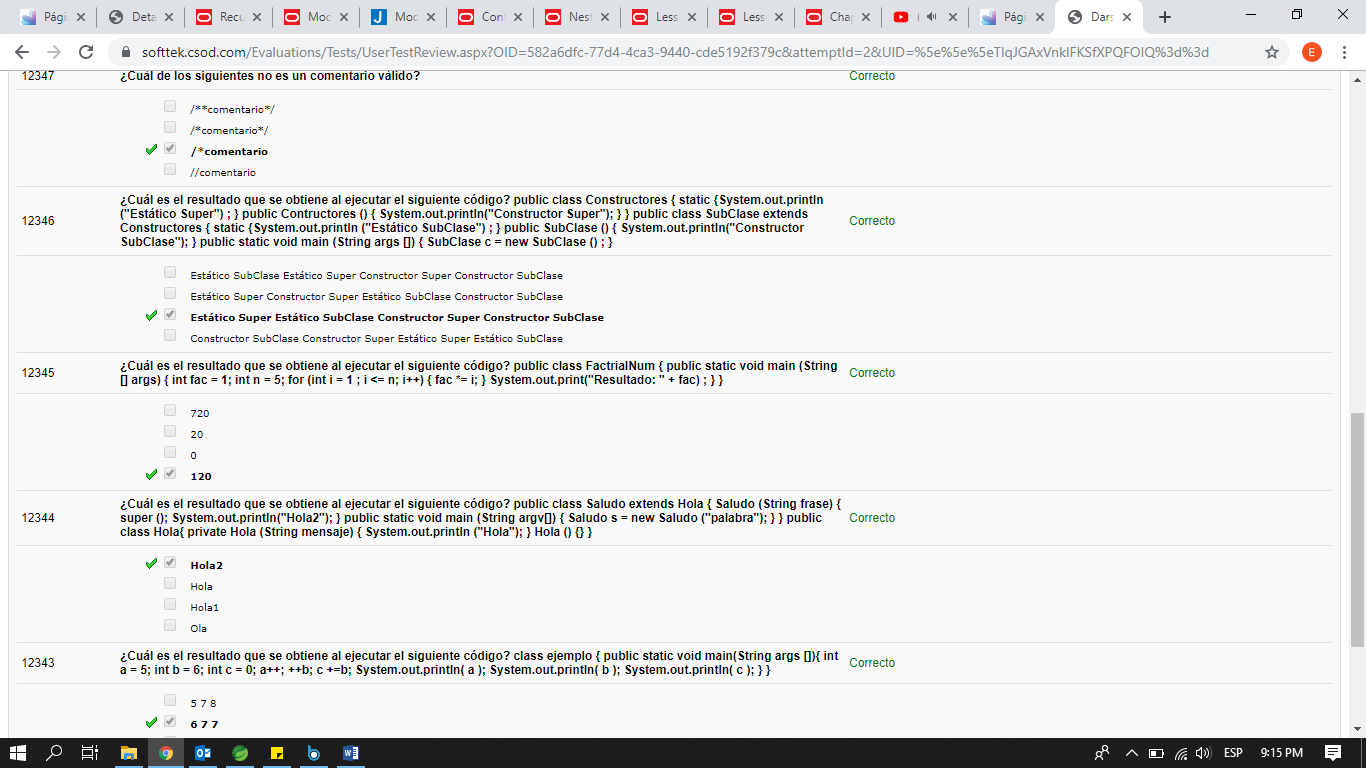 Pági
Deta
Recu
Moc
Moc
Con
Nest
Less
Less
Cha
Pági
Dars
softtek.csod.com/Evaluations/Tests/UserTestReview.aspx?OID=582a6dfc-77d4-4ca3-9440-cde5192f379c&attemptId=2&UID=%5e%5e%5eTlqJGAxVnkIFKSfXPQFOIQ%3d%3d
E
12347 ¿Cuál de los siguientes no es un comentario válido? Correcto
/**comentario*/
/*comentario*/
/*comentario
//comentario
¿Cuál es el resultado que se obtiene al ejecutar el siguiente código? public class Constructores { static {System.out.println
12346 ("Estático Super") ; } public Contructores () { System.out.println("Constructor Super"); } } public class SubClase extends Correcto
Constructores { static {System.out.println ("Estático SubClase") ; } public SubClase () { System.out.println("Constructor
SubClase"); } public static void main (String args []) { SubClase c = new SubClase () ; }
Estático SubClase Estático Super Constructor Super Constructor SubClase
Estático Super Constructor Super Estático SubClase Constructor SubClase
Estático Super Estático SubClase Constructor Super Constructor SubClase
Constructor SubClase Constructor Super Estático Super Estático SubClase
12345 ¿Cuál es el resultado que se obtiene al ejecutar el siguiente código? public class FactrialNum { public static void main (String Correcto
[] args) { int fac = 1; int n = 5; for (int i = 1 ; i <= n; i++) { fac *= i; } System.out.print("Resultado: " + fac) ; } }
720
20
0
120
¿Cuál es el resultado que se obtiene al ejecutar el siguiente código? public class Saludo extends Hola { Saludo (String frase) {
12344 super (); System.out.println("Hola2"); } public static void main (String argv[]) { Saludo s = new Saludo ("palabra"); } } public Correcto
class Hola{ private Hola (String mensaje) { System.out.println ("Hola"); } Hola () {} }
Hola2
Hola
Hola1
Ola
12343 ¿Cuál es el resultado que se obtiene al ejecutar el siguiente código? class ejemplo { public static void main(String args []){ int Correcto
a = 5; int b = 6; int c = 0; a++; ++b; c +=b; System.out.println( a ); System.out.println( b ); System.out.println( c ); } }
5 7 8
6 7 7
ESP 9:15 PM